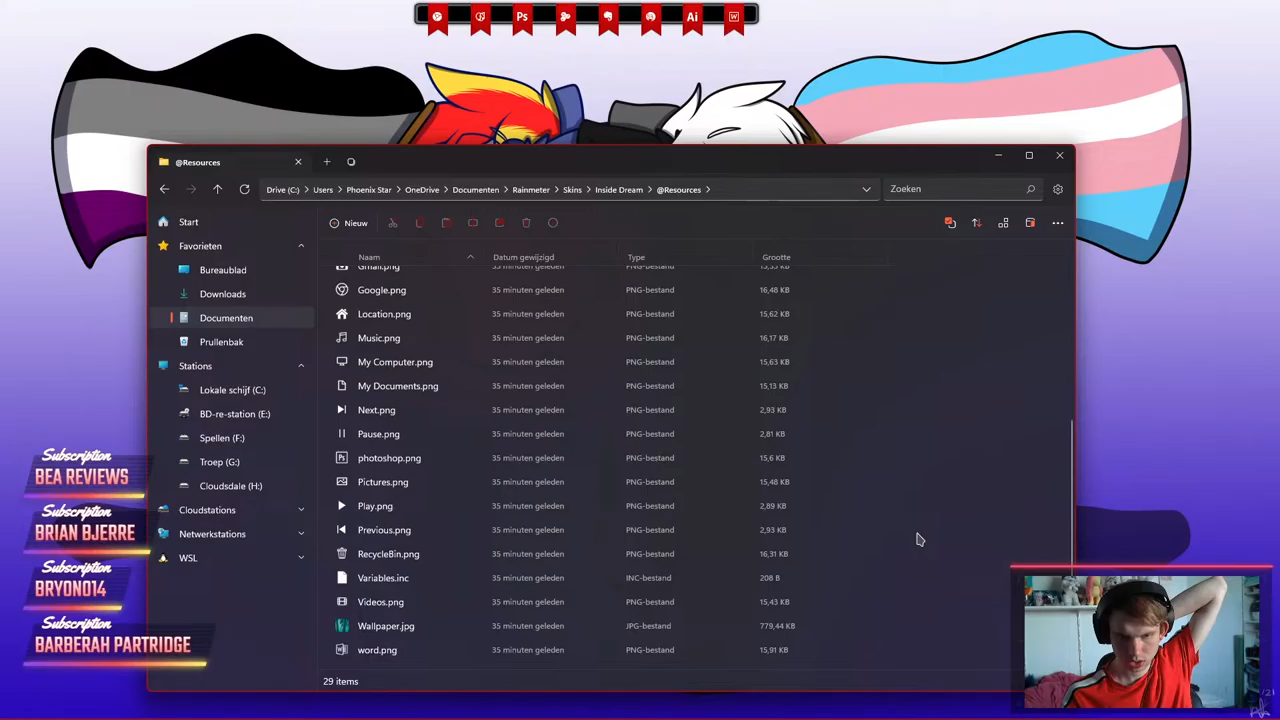 Ps
Ai
W
@Resources
Drive (C:) Users Phoenix Star OneDrive Documenten Rainmeter Skins Inside Dream @Resources
Zoeken
Start
Nieuw
Favorieten
Bureaublad
Downloads
Documenten
Prullenbak
Stations
Lokale schijf (C:)
BD-re-station (E:)
Spellen (F:)
Troep (G:)
Cloudsdale (H:)
Cloudstations
Netwerkstations
WSL
Naam Datum gewijzigd Type Grootte
Gmail.png 35 minuten geleden PNG-bestand
Google.png 35 minuten geleden PNG-bestand 16,48 KB
Location.png 35 minuten geleden PNG-bestand 15,62 KB
Music.png 35 minuten geleden PNG-bestand 16,17 KB
My Computer.png 35 minuten geleden PNG-bestand 15,63 KB
My Documents.png 35 minuten geleden PNG-bestand 15,13 KB
Next.png 35 minuten geleden PNG-bestand 2,93 KB
Pause.png 35 minuten geleden PNG-bestand 2,81 KB
photoshop.png 35 minuten geleden PNG-bestand 15,6 KB
Pictures.png 35 minuten geleden PNG-bestand 15,48 KB
Play.png 35 minuten geleden PNG-bestand 2,89 KB
Previous.png 35 minuten geleden PNG-bestand 2,93 KB
RecycleBin.png 35 minuten geleden PNG-bestand 16,31 KB
Variables.inc 35 minuten geleden INC-bestand 208 B
Videos.png 35 minuten geleden PNG-bestand 15,43 KB
Wallpaper.jpg 35 minuten geleden JPG-bestand 779,44 KB
word.png 35 minuten geleden PNG-bestand 15,91 KB
29 items
Subscription
BEA REVIEWS
Subscription
BRIAN BJERRE
Subscription
BRYONO14
Subscription
BARBERAH PARTRIDGE